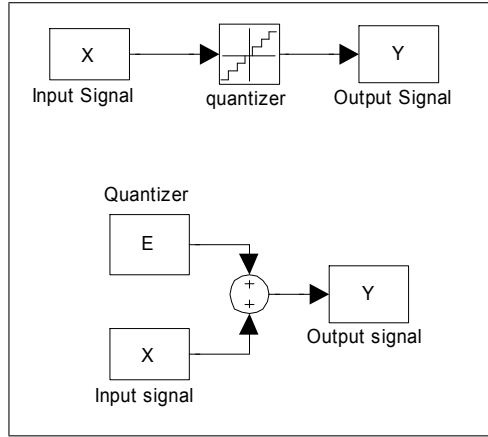 X
Y
Input Signal
quantizer
Output Signal
Quantizer
E
+
+
Y
X
Output signal
Input signal